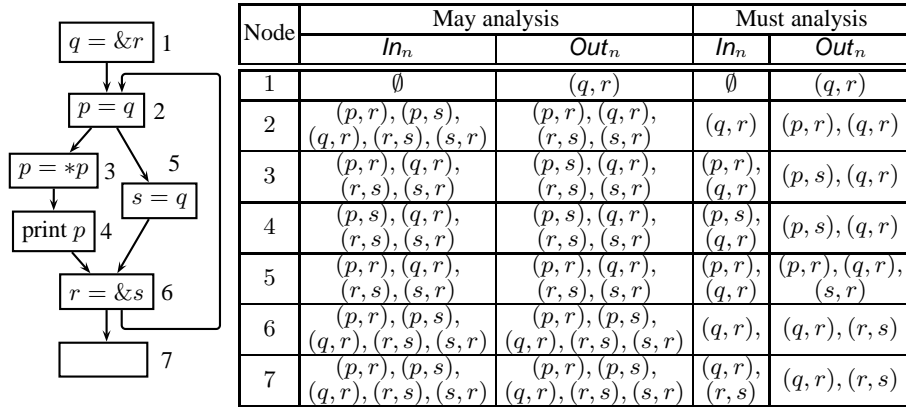 q = &r 1
p = q 2
p = *p 3
5
s = q
print p 4
r = &s 6
7
Node May analysis Must analysis
In_n Out_n In_n Out_n
1 ∅ (q, r) ∅ (q, r)
2 (p, r), (p, s), (q, r), (r, s), (s, r) (p, r), (q, r), (r, s), (s, r) (q, r) (p, r), (q, r)
3 (p, r), (q, r), (r, s), (s, r) (p, s), (q, r), (r, s), (s, r) (p, r), (q, r) (p, s), (q, r)
4 (p, s), (q, r), (r, s), (s, r) (p, s), (q, r), (r, s), (s, r) (p, s), (q, r) (p, s), (q, r)
5 (p, r), (q, r), (r, s), (s, r) (p, r), (q, r), (r, s), (s, r) (p, r), (q, r) (p, r), (q, r), (s, r)
6 (p, r), (p, s), (q, r), (r, s), (s, r) (p, r), (p, s), (q, r), (r, s), (s, r) (q, r), (q, r), (r, s)
7 (p, r), (p, s), (q, r), (r, s), (s, r) (p, r), (p, s), (q, r), (r, s), (s, r) (q, r), (r, s) (q, r), (r, s)